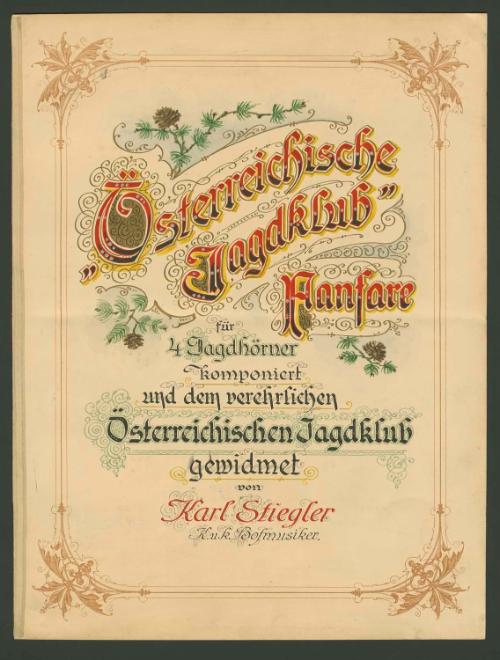 „Österreichische
Jagdklub"
Fanfare
für
4 Jagdhörner
komponiert
und dem verehrlichen
Österreichischen Jagdklub
gewidmet
von
Karl Stiegler
K. u. k. Hofmusiker.